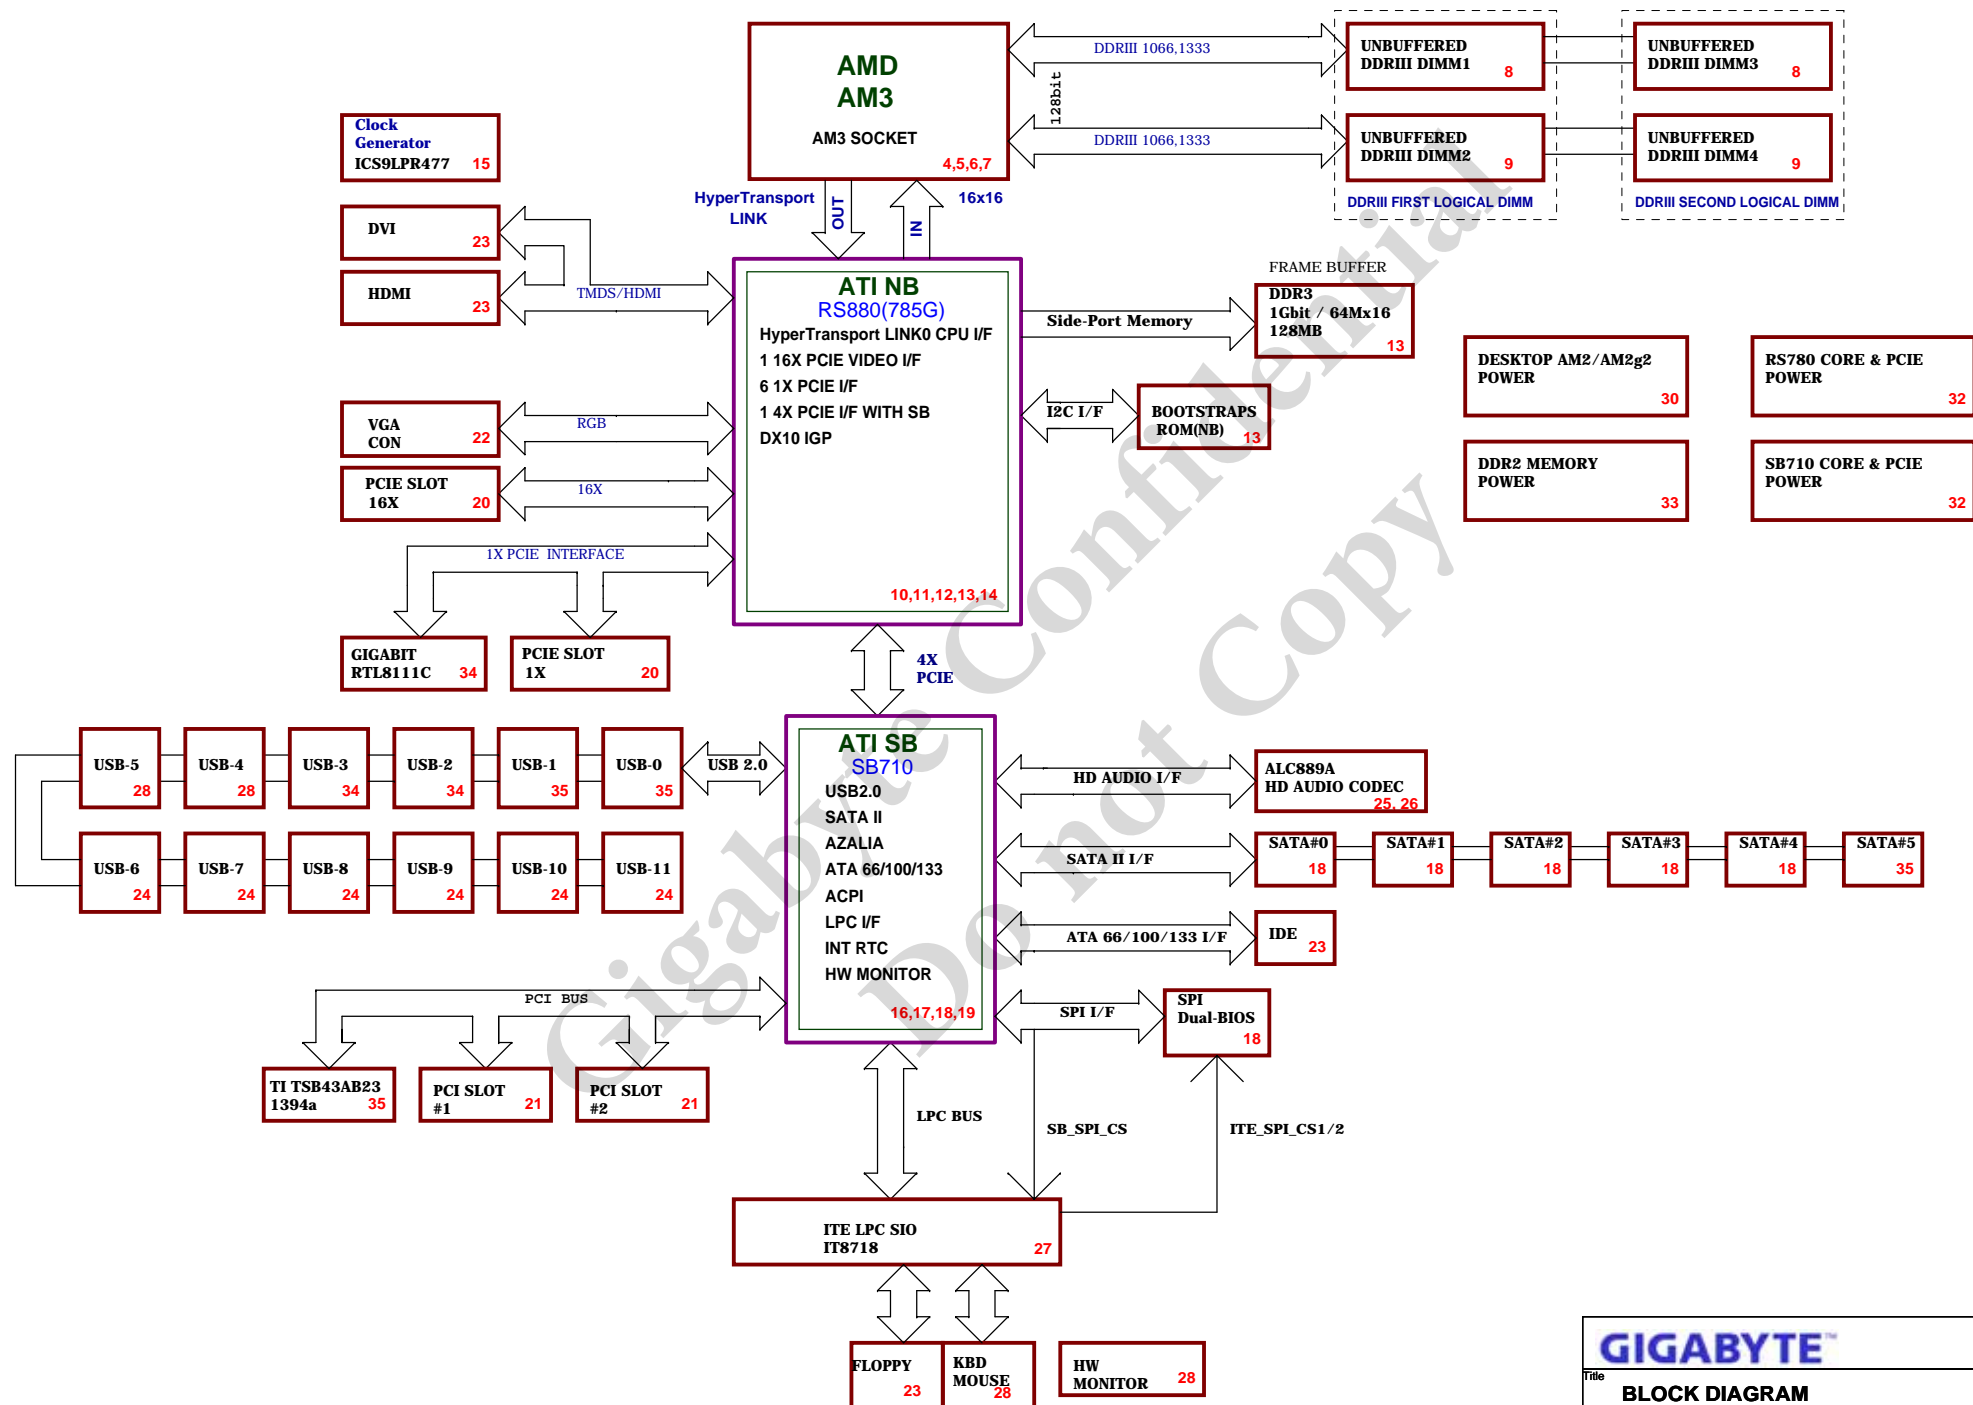 AMD
AM3
AM3 SOCKET
4,5,6,7
DDRIII 1066,1333
128bit
DDRIII 1066,1333
UNBUFFERED
DDRIII DIMM1
8
UNBUFFERED
DDRIII DIMM3
8
UNBUFFERED
DDRIII DIMM2
9
UNBUFFERED
DDRIII DIMM4
9
DDRIII FIRST LOGICAL DIMM
DDRIII SECOND LOGICAL DIMM
Clock
Generator
ICS9LPR477
15
HyperTransport
LINK
OUT
IN
16x16
DVI
23
HDMI
23
TMDS/HDMI
ATI NB
RS880(785G)
HyperTransport LINK0 CPU I/F
1 16X PCIE VIDEO I/F
6 1X PCIE I/F
1 4X PCIE I/F WITH SB
DX10 IGP
10,11,12,13,14
Side-Port Memory
FRAME BUFFER
DDR3
1Gbit / 64Mx16
128MB
13
I2C I/F
BOOTSTRAPS
ROM(NB)
13
DESKTOP AM2/AM2g2
POWER
30
RS780 CORE & PCIE
POWER
32
DDR2 MEMORY
POWER
33
SB710 CORE & PCIE
POWER
32
VGA
CON
22
RGB
PCIE SLOT
16X
20
16X
1X PCIE INTERFACE
GIGABIT
RTL8111C
34
PCIE SLOT
1X
20
4X
PCIE
USB-5
28
USB-4
28
USB-3
34
USB-2
34
USB-1
35
USB-0
35
USB 2.0
USB-6
24
USB-7
24
USB-8
24
USB-9
24
USB-10
24
USB-11
24
ATI SB
SB710
USB2.0
SATA II
AZALIA
ATA 66/100/133
ACPI
LPC I/F
INT RTC
HW MONITOR
16,17,18,19
HD AUDIO I/F
ALC889A
HD AUDIO CODEC
25, 26
SATA II I/F
SATA#0
18
SATA#1
18
SATA#2
18
SATA#3
18
SATA#4
18
SATA#5
35
ATA 66/100/133 I/F
IDE
23
SPI I/F
SPI
Dual-BIOS
18
PCI BUS
TI TSB43AB23
1394a
35
PCI SLOT
#1
21
PCI SLOT
#2
21
LPC BUS
SB_SPI_CS
ITE_SPI_CS1/2
ITE LPC SIO
IT8718
27
FLOPPY
23
KBD
MOUSE
28
HW
MONITOR
28
Gigabyte Confidential
Do not Copy
GIGABYTE™
Title
BLOCK DIAGRAM